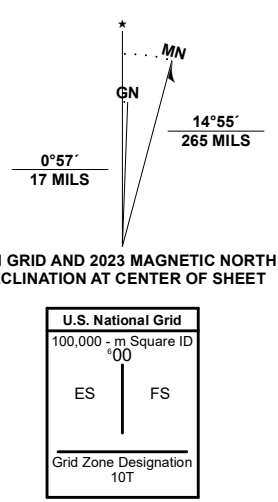 ★
MN
GN
14°55´
265 MILS
0°57´
17 MILS
GRID AND 2023 MAGNETIC NORTH
CLINATION AT CENTER OF SHEET
U.S. National Grid
100,000 - m Square ID
⁶00
ES FS
Grid Zone Designation
10T